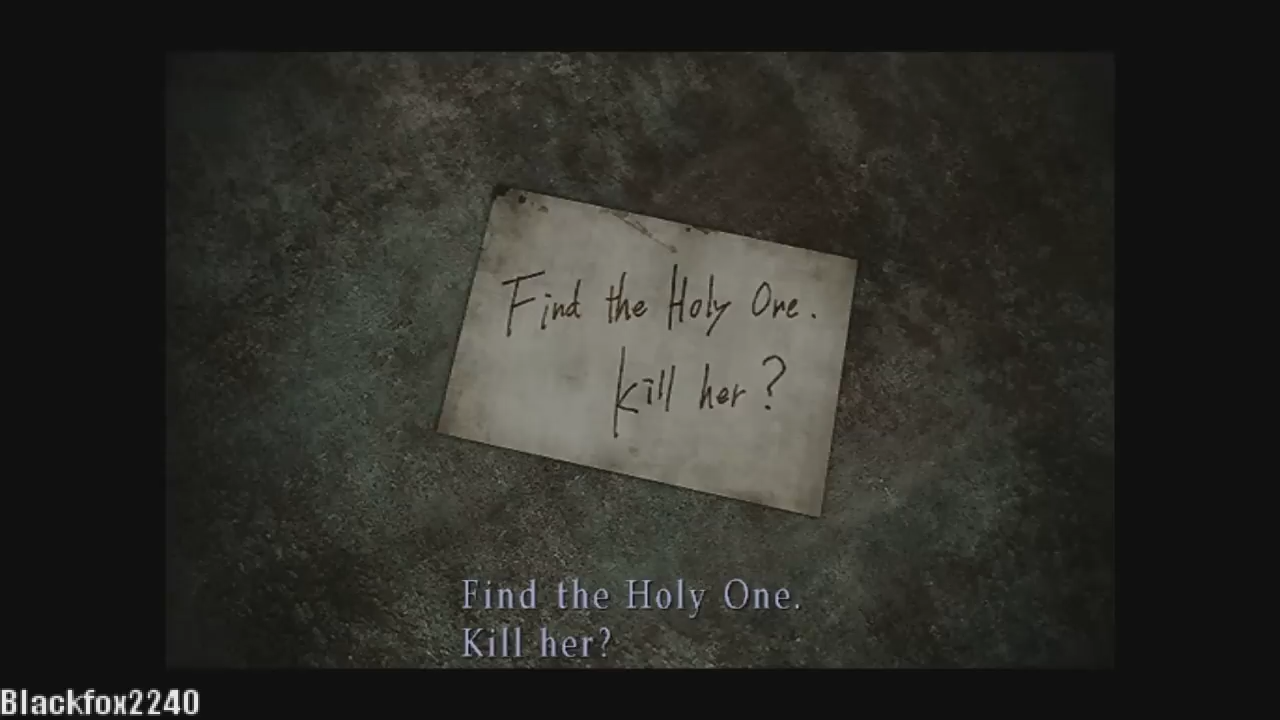 Find the Holy One.
Kill her?
Find the Holy One.
Kill her?
Blackfox2240